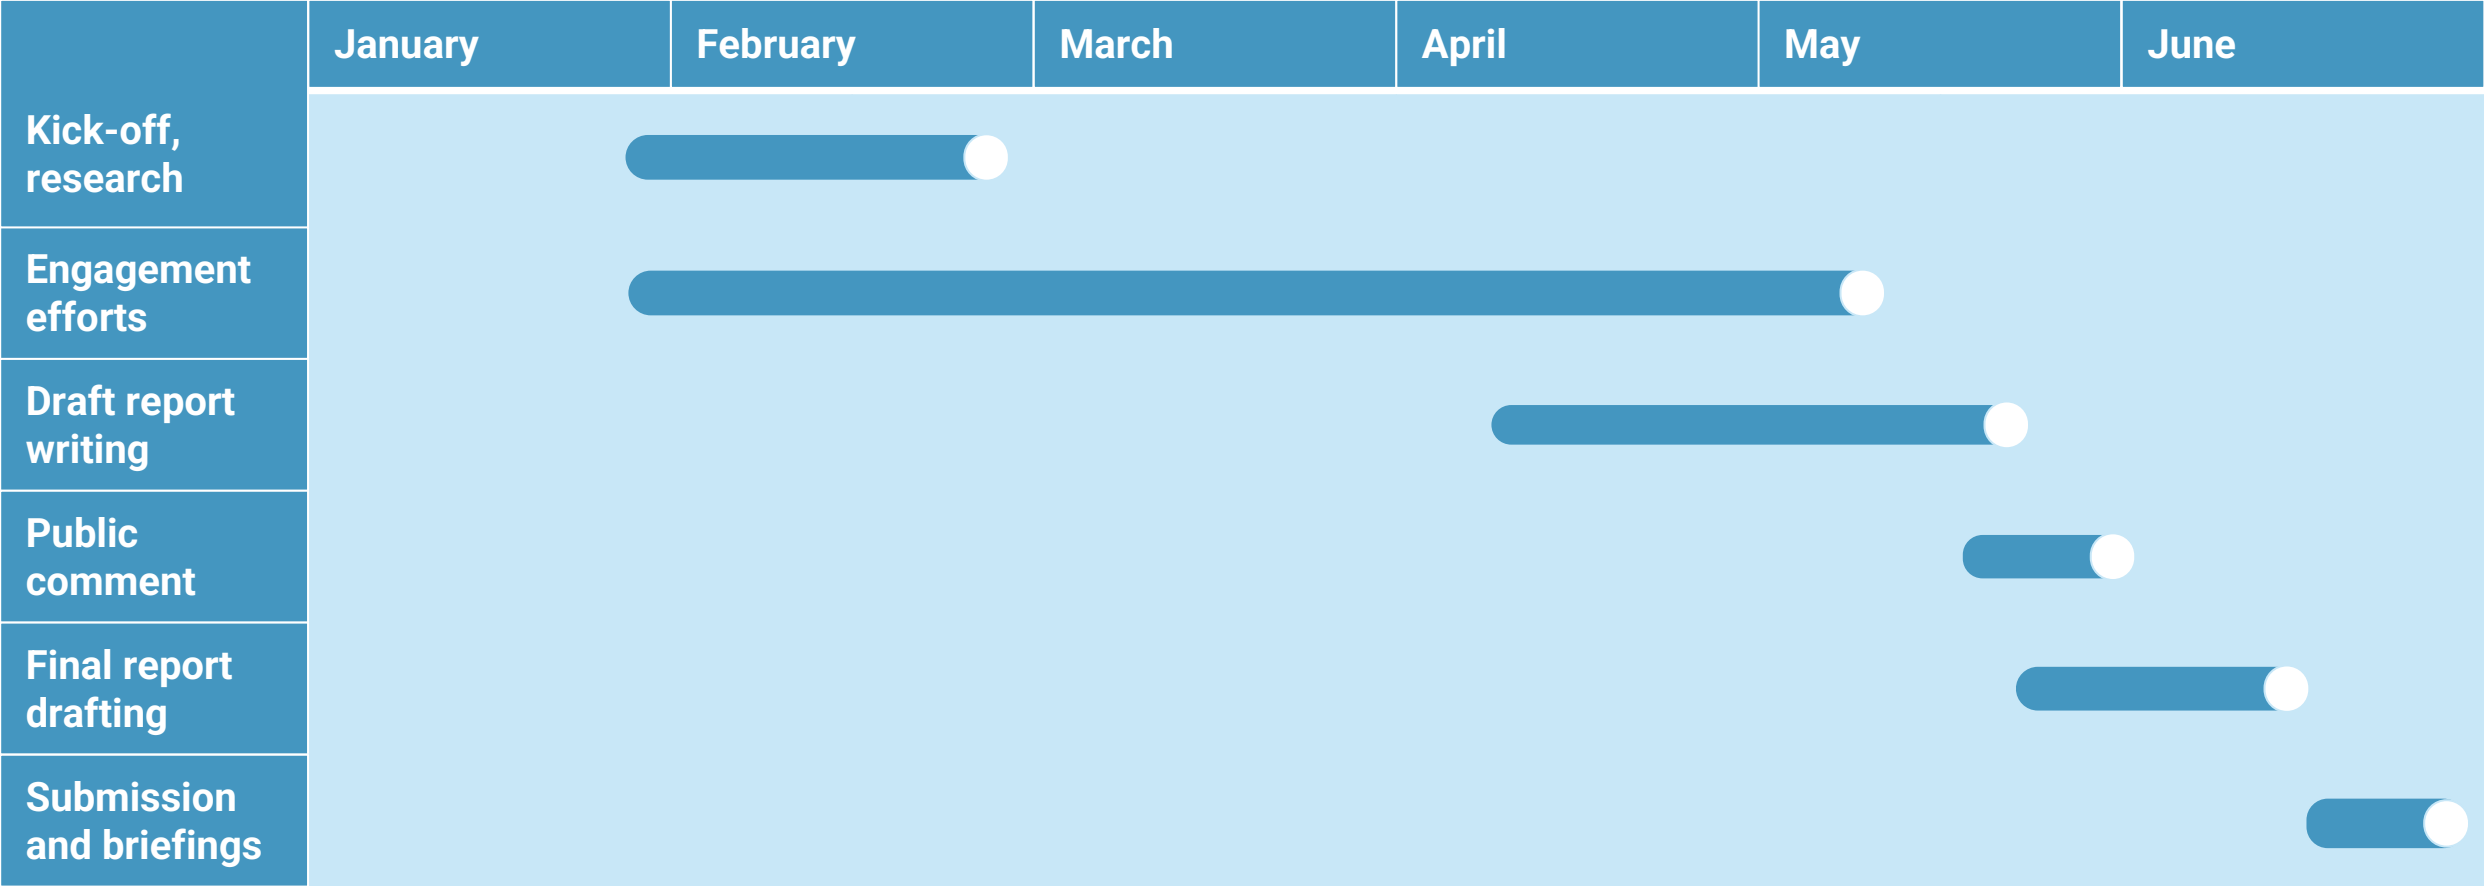 January February March April May June
Kick-off,
research
Engagement
efforts
Draft report
writing
Public
comment
Final report
drafting
Submission
and briefings